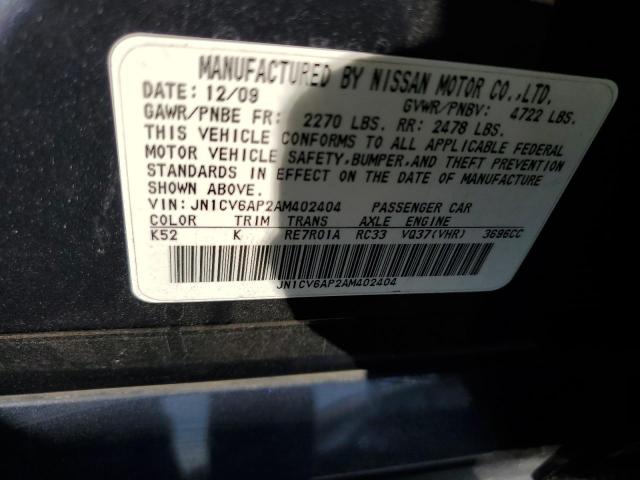 MANUFACTURED BY NISSAN MOTOR CO.,LTD.
DATE: 12/09 GVWR/PNBV: 4722 LBS.
GAWR/PNBE FR: 2270 LBS. RR: 2478 LBS.
THIS VEHICLE CONFORMS TO ALL APPLICABLE FEDERAL
MOTOR VEHICLE SAFETY,BUMPER,AND THEFT PREVENTION
STANDARDS IN EFFECT ON THE DATE OF MANUFACTURE
SHOWN ABOVE.
VIN: JN1CV6AP2AM402404 PASSENGER CAR
COLOR TRIM TRANS AXLE ENGINE
K52 K RE7R01A RC33 VQ37(VHR) 3696CC
JN1CV6AP2AM402404